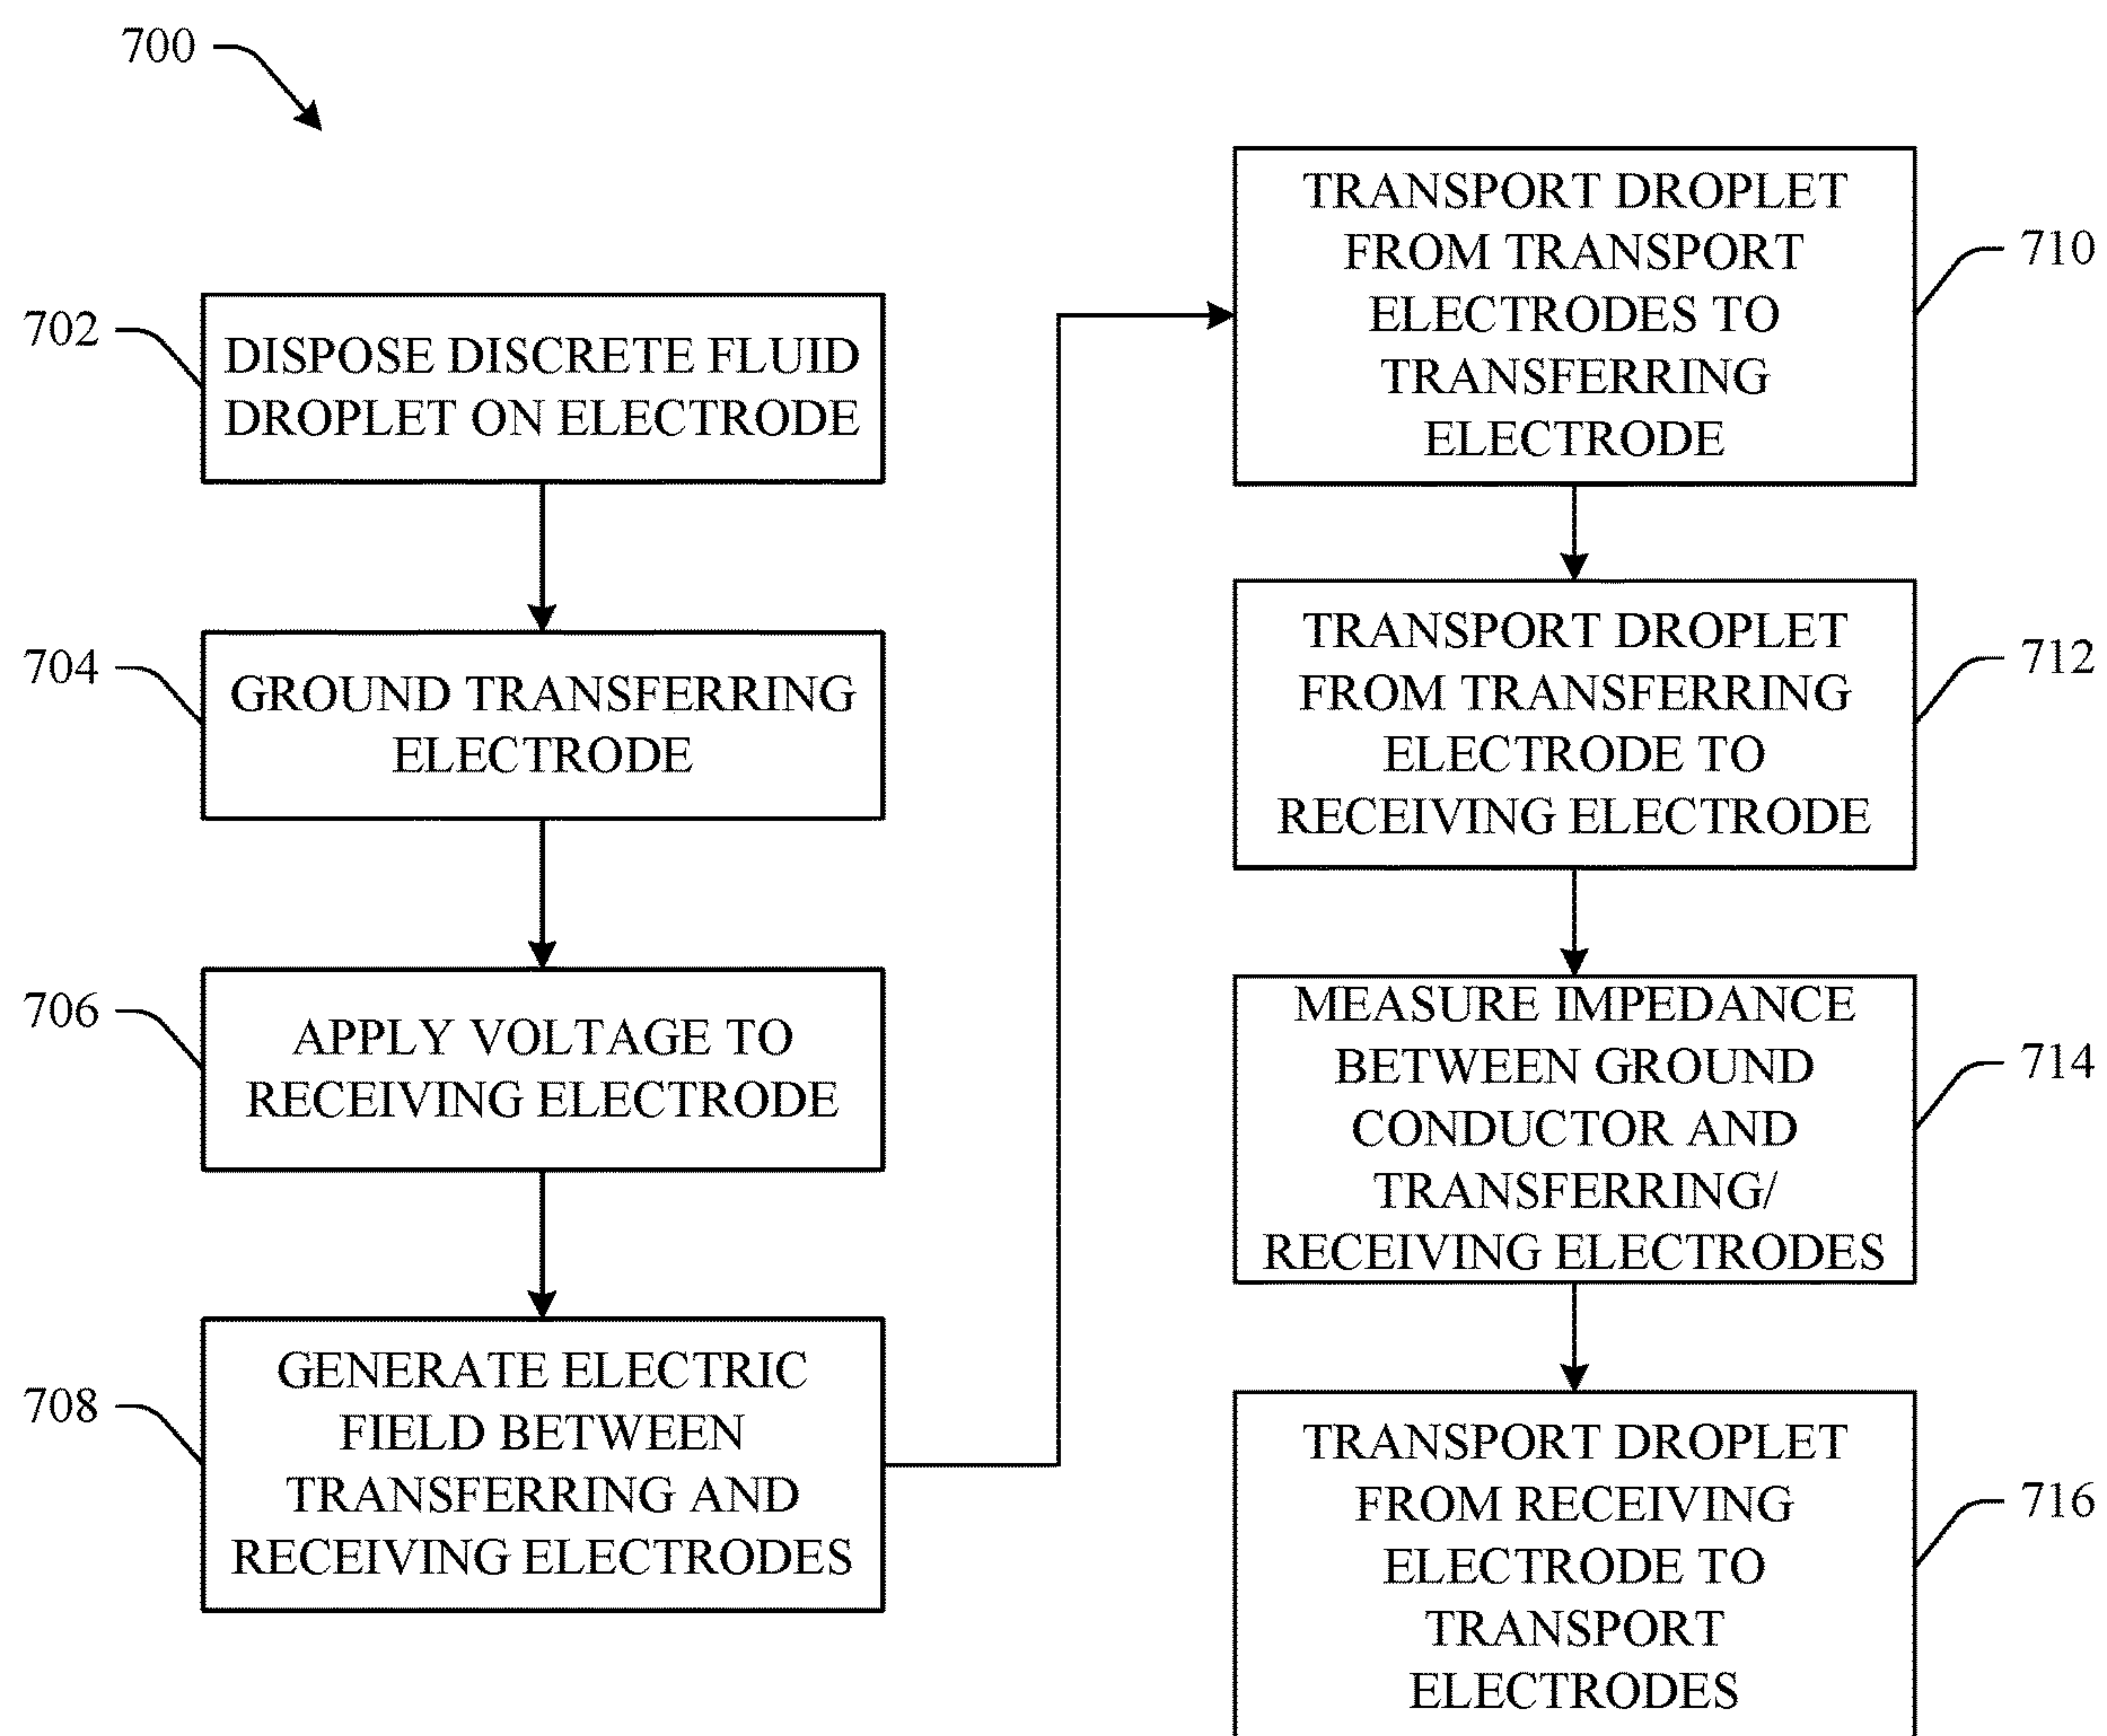 700
702
DISPOSE DISCRETE FLUID
DROPLET ON ELECTRODE
704
GROUND TRANSFERRING
ELECTRODE
706
APPLY VOLTAGE TO
RECEIVING ELECTRODE
708
GENERATE ELECTRIC
FIELD BETWEEN
TRANSFERRING AND
RECEIVING ELECTRODES
TRANSPORT DROPLET
FROM TRANSPORT
ELECTRODES TO
TRANSFERRING
ELECTRODE
710
TRANSPORT DROPLET
FROM TRANSFERRING
ELECTRODE TO
RECEIVING ELECTRODE
712
MEASURE IMPEDANCE
BETWEEN GROUND
CONDUCTOR AND
TRANSFERRING/
RECEIVING ELECTRODES
714
TRANSPORT DROPLET
FROM RECEIVING
ELECTRODE TO
TRANSPORT
ELECTRODES
716